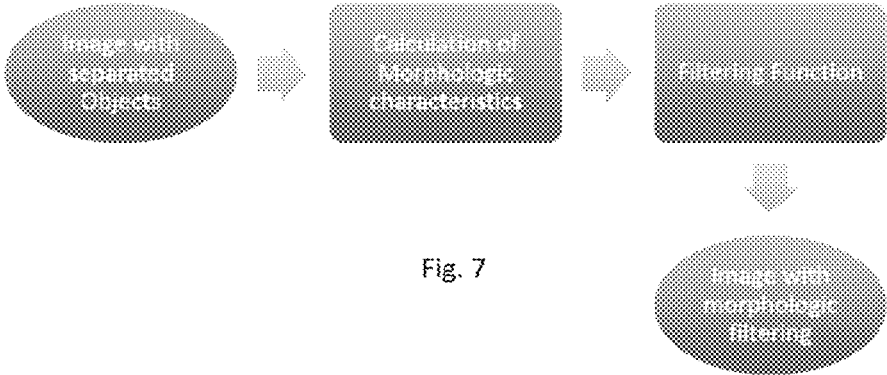 Image with
separated
Objects
Calculation of
Morphologic
characteristics
Filtering Function
Fig. 7
Image with
morphologic
filtering